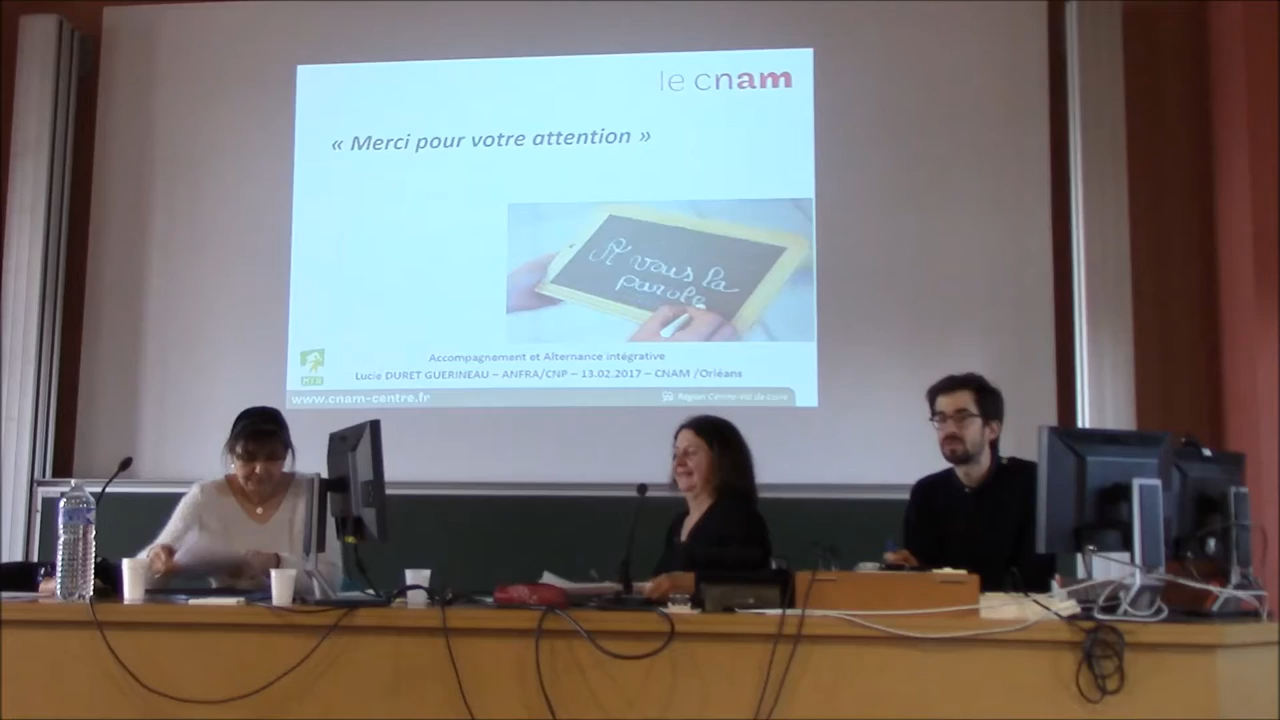 le cnam
« Merci pour votre attention »
A vous la
parole
Accompagnement et Alternance intégrative
MFR
Lucie DURET GUERINEAU – ANFRA/CNP – 13.02.2017 – CNAM /Orléans
www.cnam-centre.fr
Région Centre-Val de Loire